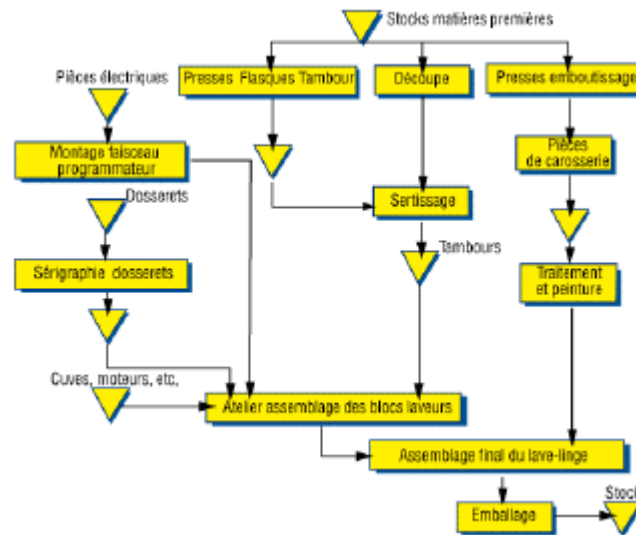 Stocks matières premières
Pièces électriques
Presses Flasques Tambour
Découpe
Presses emboutissage
Montage faisceau
programmateur
Pièces
de carosserie
Dosserets
Sertissage
Tambours
Sérigraphie dosserets
Traitement
et peinture
Cuves, moteurs, etc,
Atelier assemblage des blocs laveurs
Assemblage final du lave-linge
Emballage
Stock